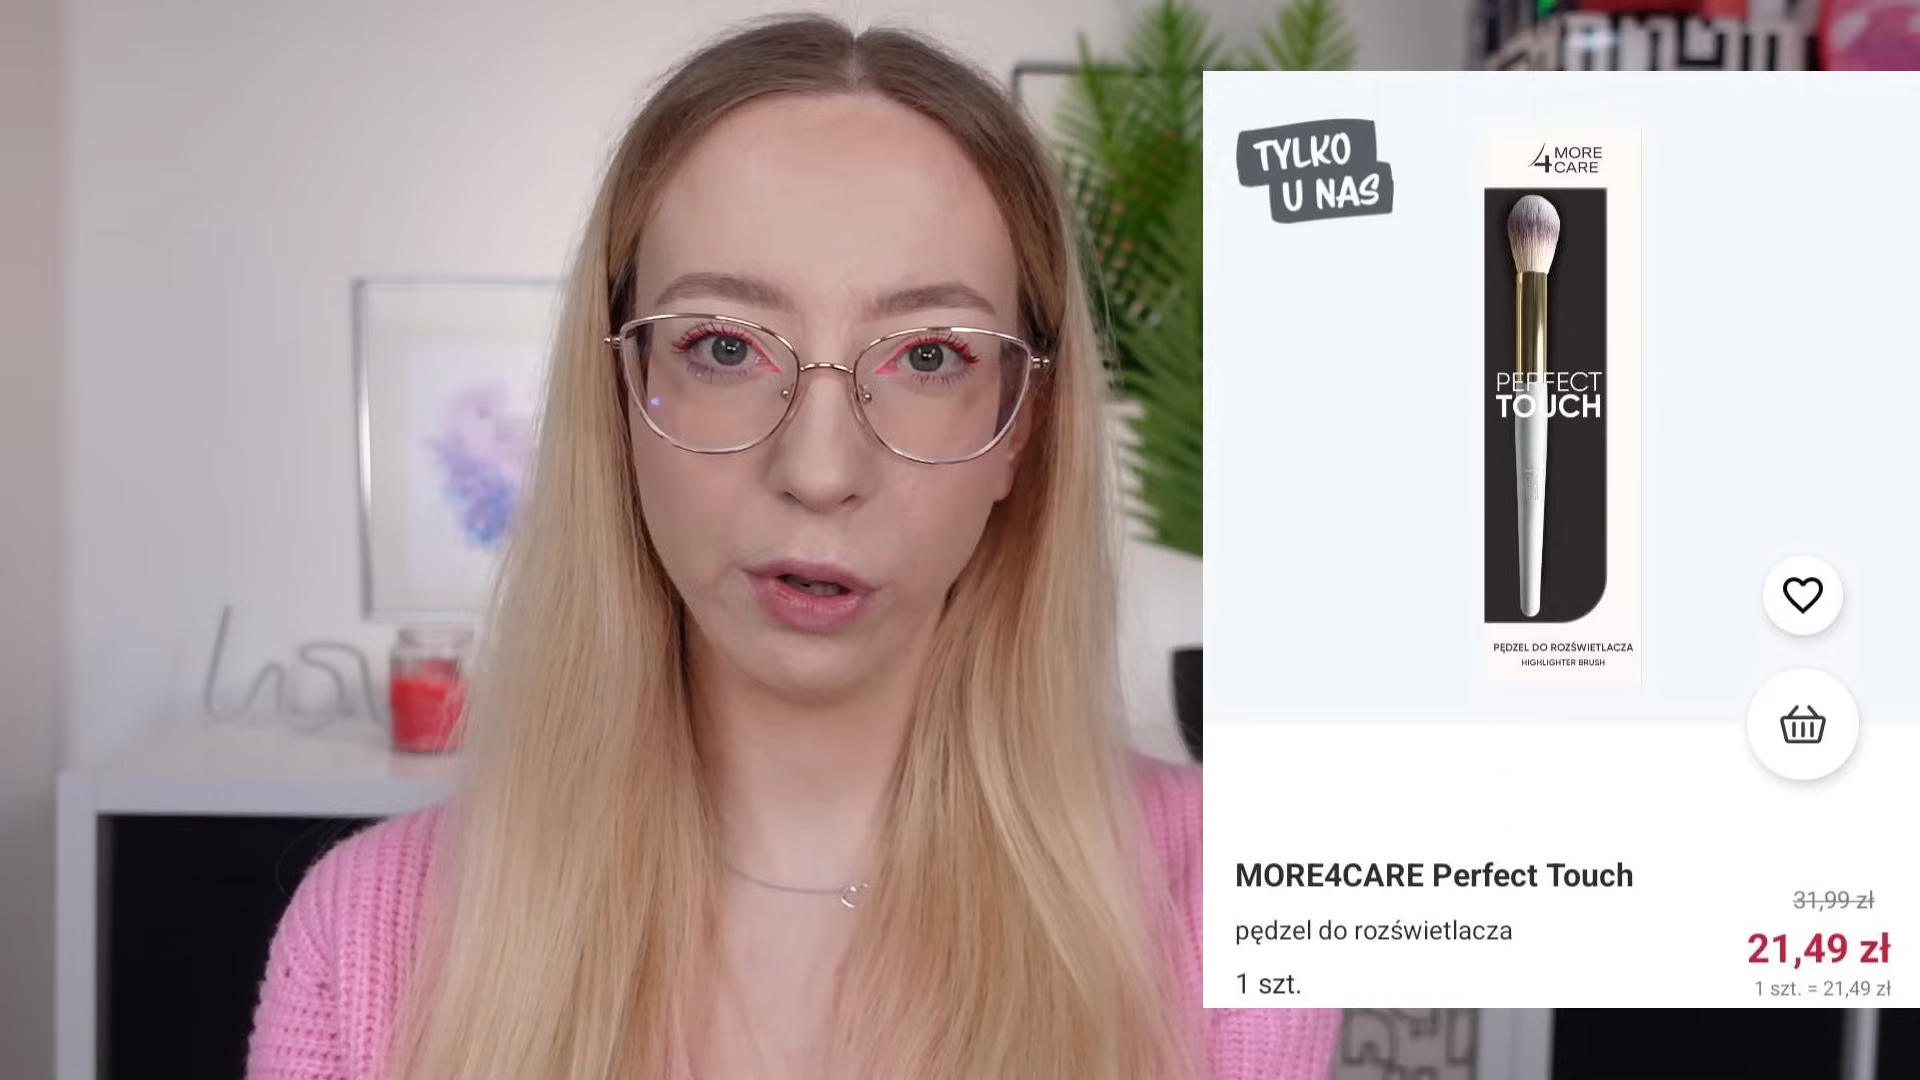 TYLKO
U NAS
4 MORE
CARE
PERFECT
TOUCH
PĘDZEL DO ROZŚWIETLACZA
HIGHLIGHTER BRUSH
MORE4CARE Perfect Touch
pędzel do rozświetlacza
1 szt.
31,99 zł
21,49 zł
1 szt. = 21,49 zł